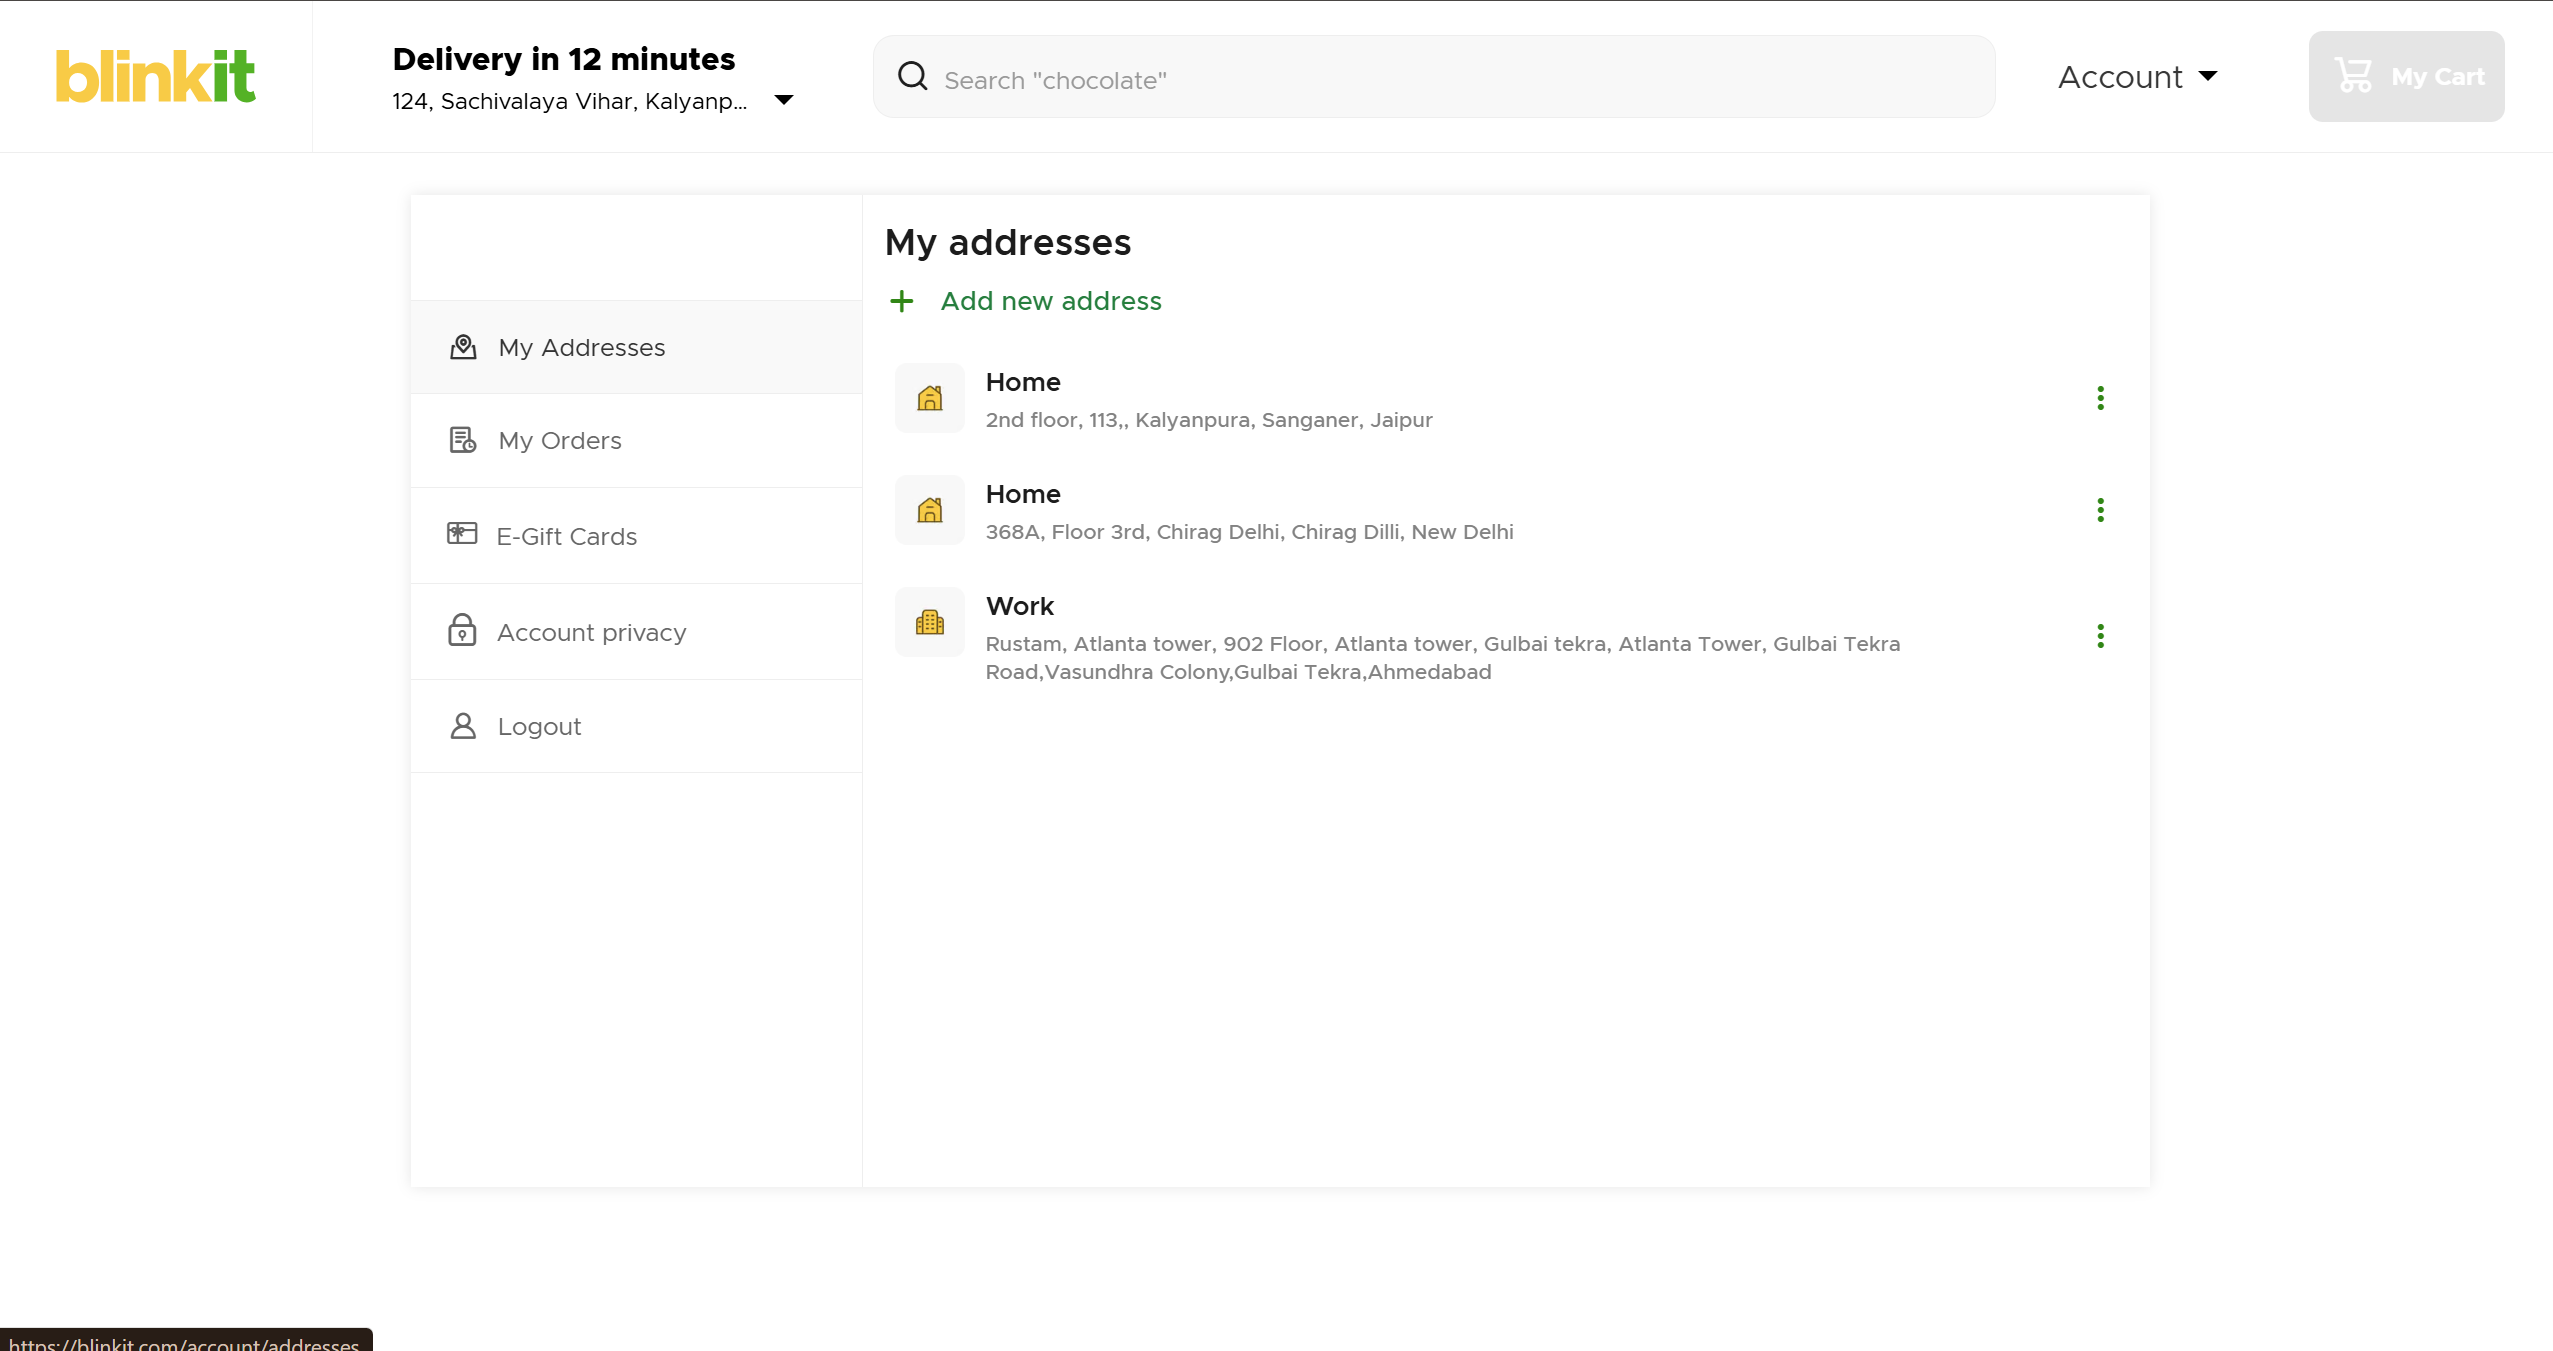 blinkit
Delivery in 12 minutes
124, Sachivalaya Vihar, Kalyanp...
Search "chocolate"
Account
My Cart
My Addresses
My Orders
E-Gift Cards
Account privacy
Logout
My addresses
+ Add new address
Home
2nd floor, 113,, Kalyanpura, Sanganer, Jaipur
Home
368A, Floor 3rd, Chirag Delhi, Chirag Dilli, New Delhi
Work
Rustam, Atlanta tower, 902 Floor, Atlanta tower, Gulbai tekra, Atlanta Tower, Gulbai Tekra
Road,Vasundhra Colony,Gulbai Tekra,Ahmedabad
https://blinkit.com/account/addresses